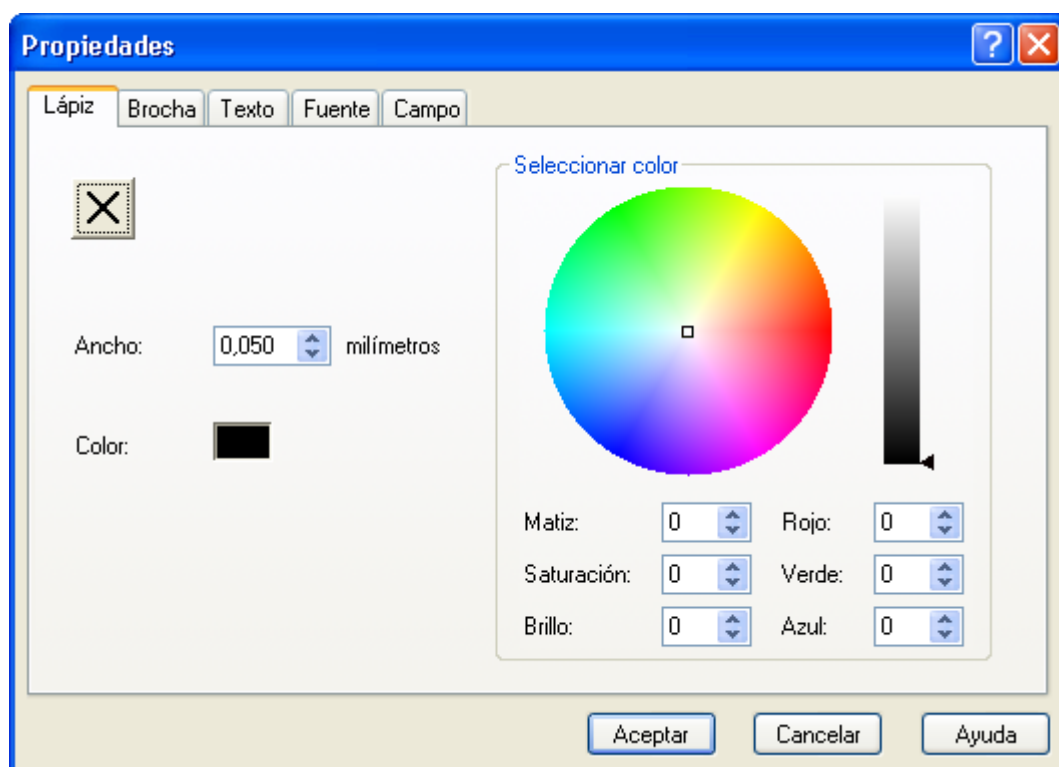 Propiedades
Lápiz Brocha Texto Fuente Campo
Seleccionar color
Ancho: 0,050 milímetros
Color:
Matiz: 0 Rojo: 0
Saturación: 0 Verde: 0
Brillo: 0 Azul: 0
Aceptar Cancelar Ayuda